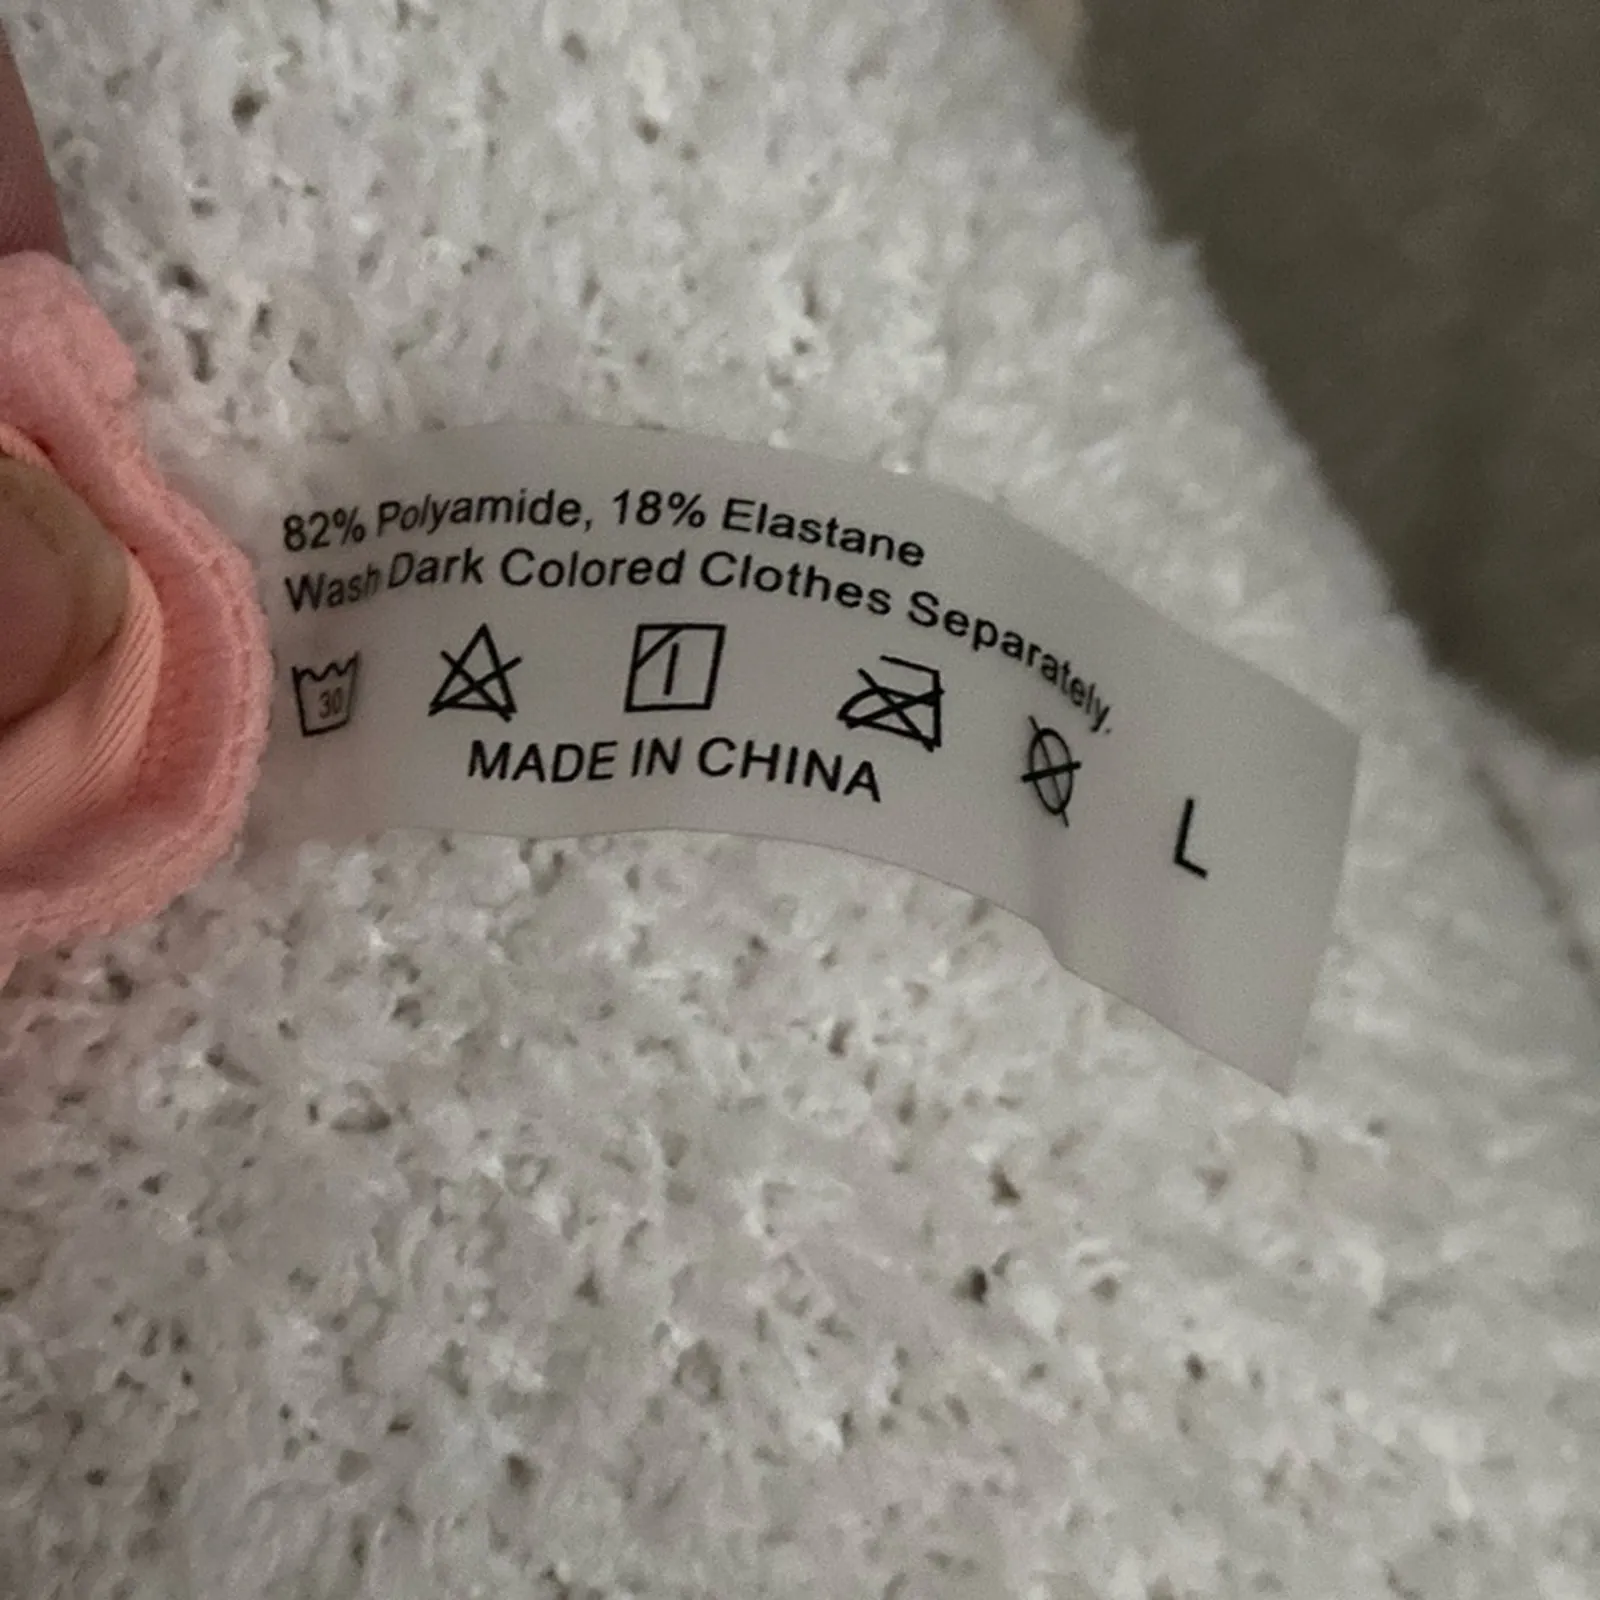 82% Polyamide, 18% Elastane
Wash Dark Colored Clothes Separately.
30
MADE IN CHINA
L